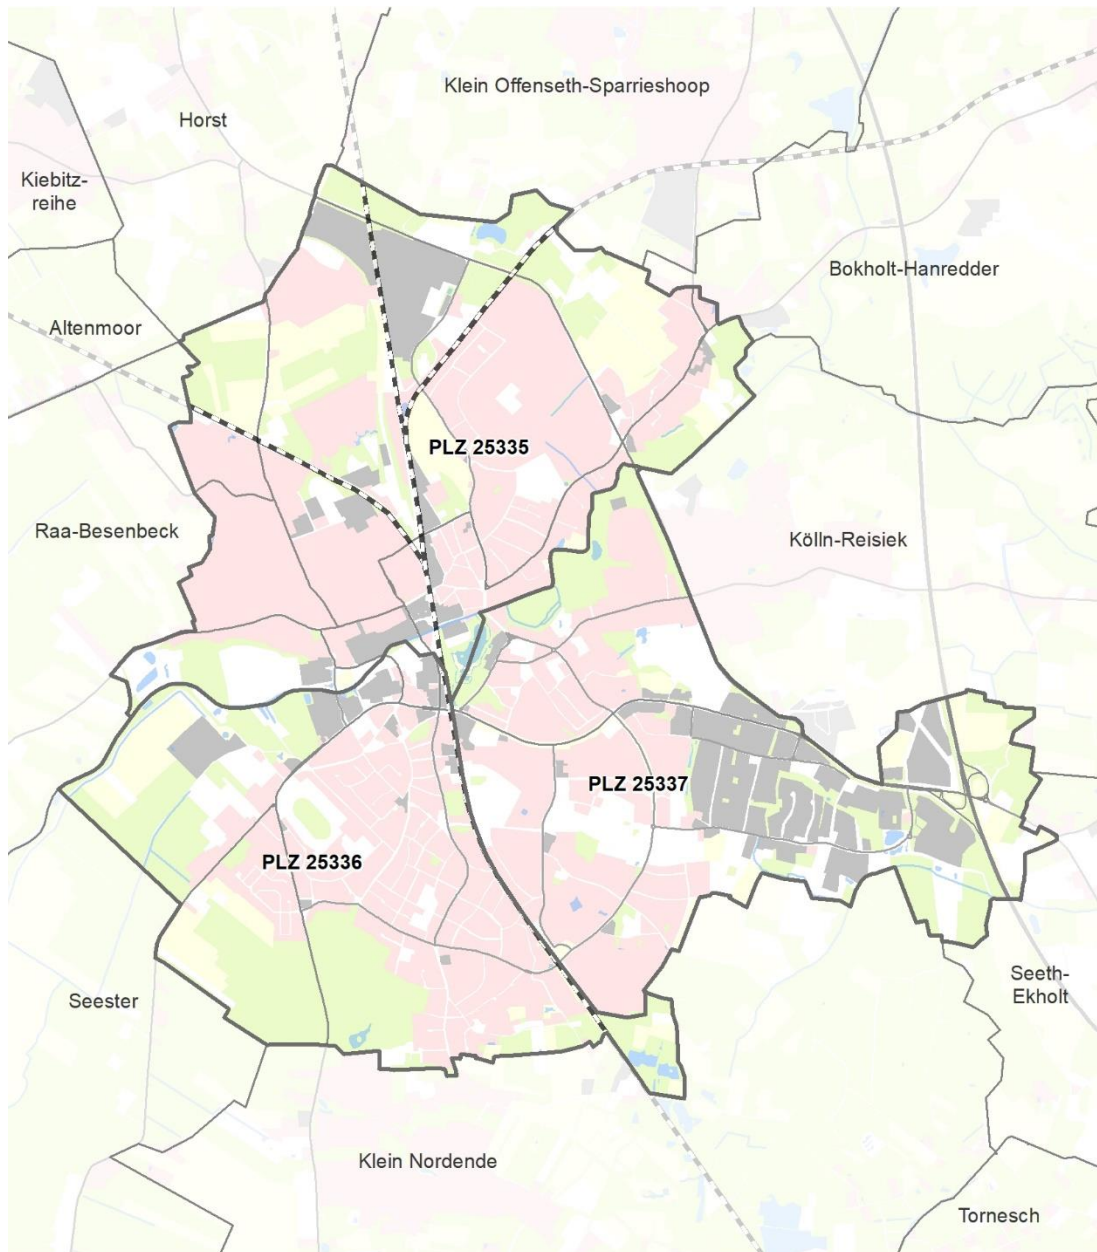 Klein Offenseth-Sparrieshoop
Horst
Kiebitz-
reihe
Bokholt-Hanredder
Altenmoor
PLZ 25335
Raa-Besenbeck
Kölln-Reisiek
PLZ 25337
PLZ 25336
Seester
Seeth-
Ekholt
Klein Nordende
Tornesch